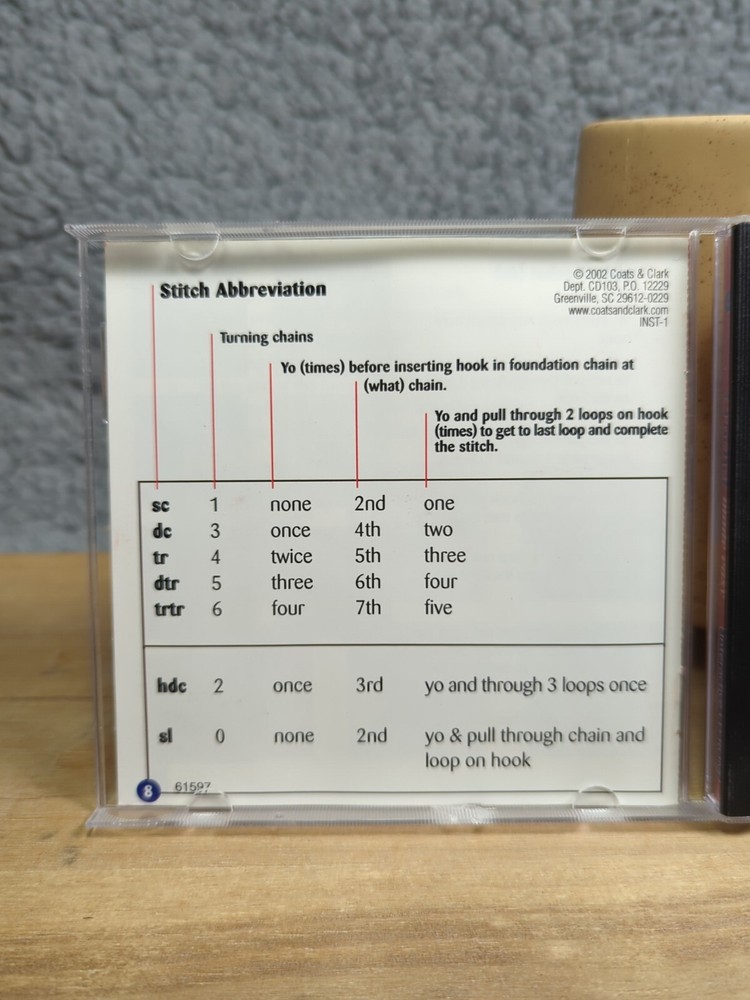 Stitch Abbreviation
© 2002 Coats & Clark
Dept. CD103, P.O. 12229
Greenville, SC 29612-0229
www.coatsandclark.com
INST-1
Turning chains
Yo (times) before inserting hook in foundation chain at
(what) chain.
Yo and pull through 2 loops on hook
(times) to get to last loop and complete
the stitch.
sc 1 none 2nd one
dc 3 once 4th two
tr 4 twice 5th three
dtr 5 three 6th four
trtr 6 four 7th five
hdc 2 once 3rd yo and through 3 loops once
sl 0 none 2nd yo & pull through chain and
loop on hook
8 61597